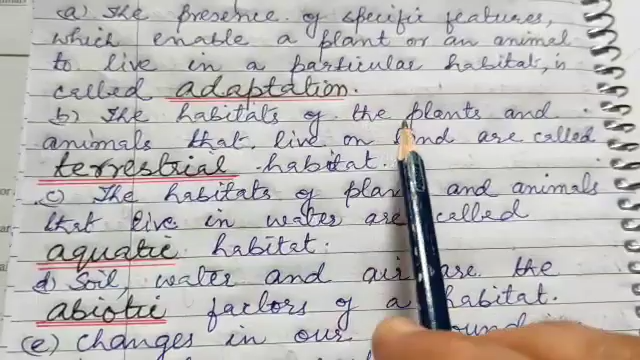 a) The presence of specific features,
which enable a plant or an animal
to live in a particular habitat, is
called adaptation.
b) The habitats of the plants and
animals that live on land are called
terrestrial habitat.
c) The habitats of plants and animals
that live in water are called
aquatic habitat.
d) Soil, water and air are the
abiotic factors of a habitat.
(e) Changes in our